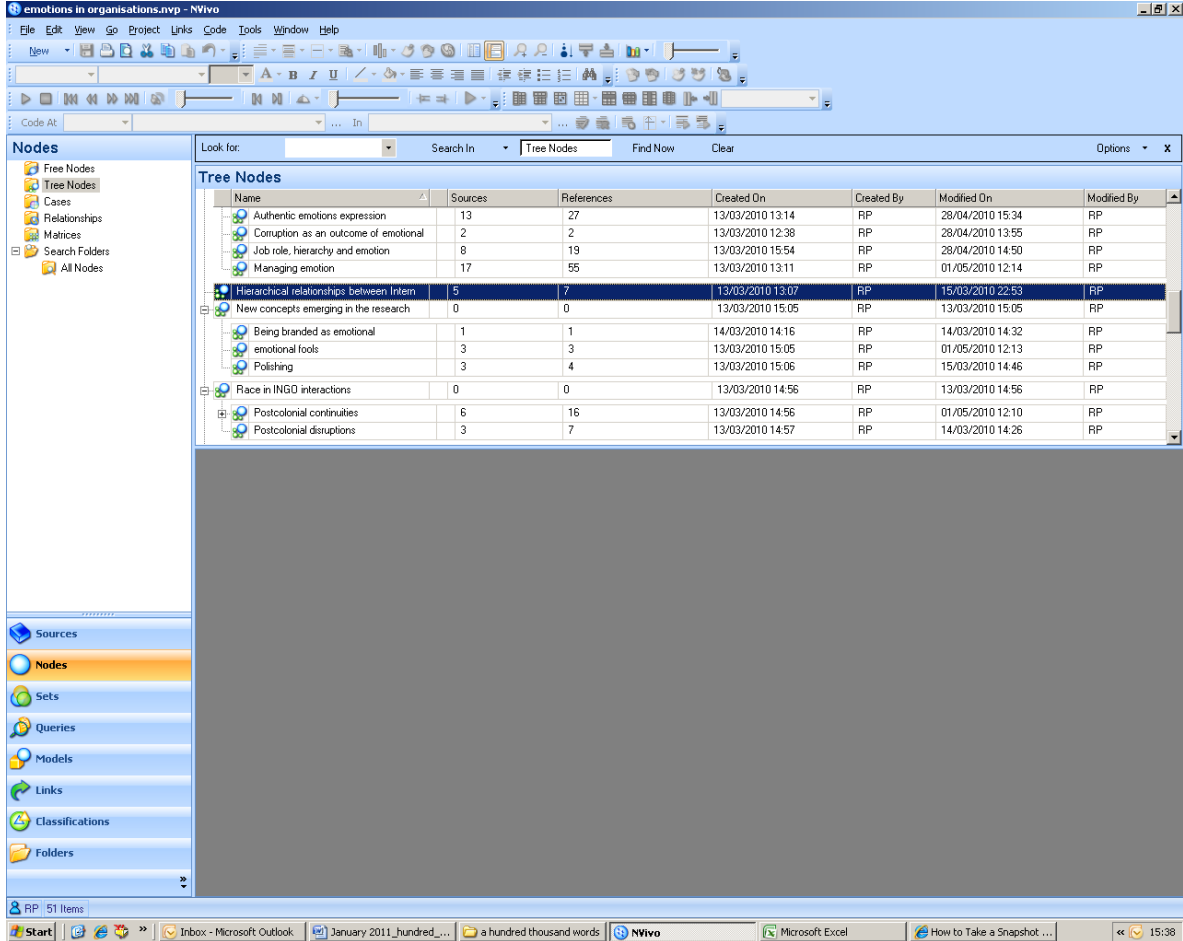 emotions in organisations.nvp - NVivo
File Edit View Go Project Links Code Tools Window Help
New
A B I U
Code At ... In ...
Nodes
Free Nodes
Tree Nodes
Cases
Relationships
Matrices
Search Folders
All Nodes
Look for: Search In Tree Nodes Find Now Clear Options x
Tree Nodes
Name Sources References Created On Created By Modified On Modified By
Authentic emotions expression 13 27 13/03/2010 13:14 RP 28/04/2010 15:34 RP
Corruption as an outcome of emotional 2 2 13/03/2010 12:38 RP 28/04/2010 13:55 RP
Job role, hierarchy and emotion 8 19 13/03/2010 15:54 RP 28/04/2010 14:50 RP
Managing emotion 17 55 13/03/2010 13:11 RP 01/05/2010 12:14 RP
Hierarchical relationships between Intern 5 7 13/03/2010 13:07 RP 15/03/2010 22:53 RP
New concepts emerging in the research 0 0 13/03/2010 15:05 RP 13/03/2010 15:05 RP
Being branded as emotional 1 1 14/03/2010 14:16 RP 14/03/2010 14:32 RP
emotional fools 3 3 13/03/2010 15:05 RP 01/05/2010 12:13 RP
Polishing 3 4 13/03/2010 15:06 RP 15/03/2010 14:46 RP
Race in INGO interactions 0 0 13/03/2010 14:56 RP 13/03/2010 14:56 RP
Postcolonial continuities 6 16 13/03/2010 14:56 RP 01/05/2010 12:10 RP
Postcolonial disruptions 3 7 13/03/2010 14:57 RP 14/03/2010 14:26 RP
Sources
Nodes
Sets
Queries
Models
Links
Classifications
Folders
»
RP 51 Items
Start » Inbox - Microsoft Outlook January 2011_hundred_... a hundred thousand words NVivo Microsoft Excel How to Take a Snapshot ... « 15:38